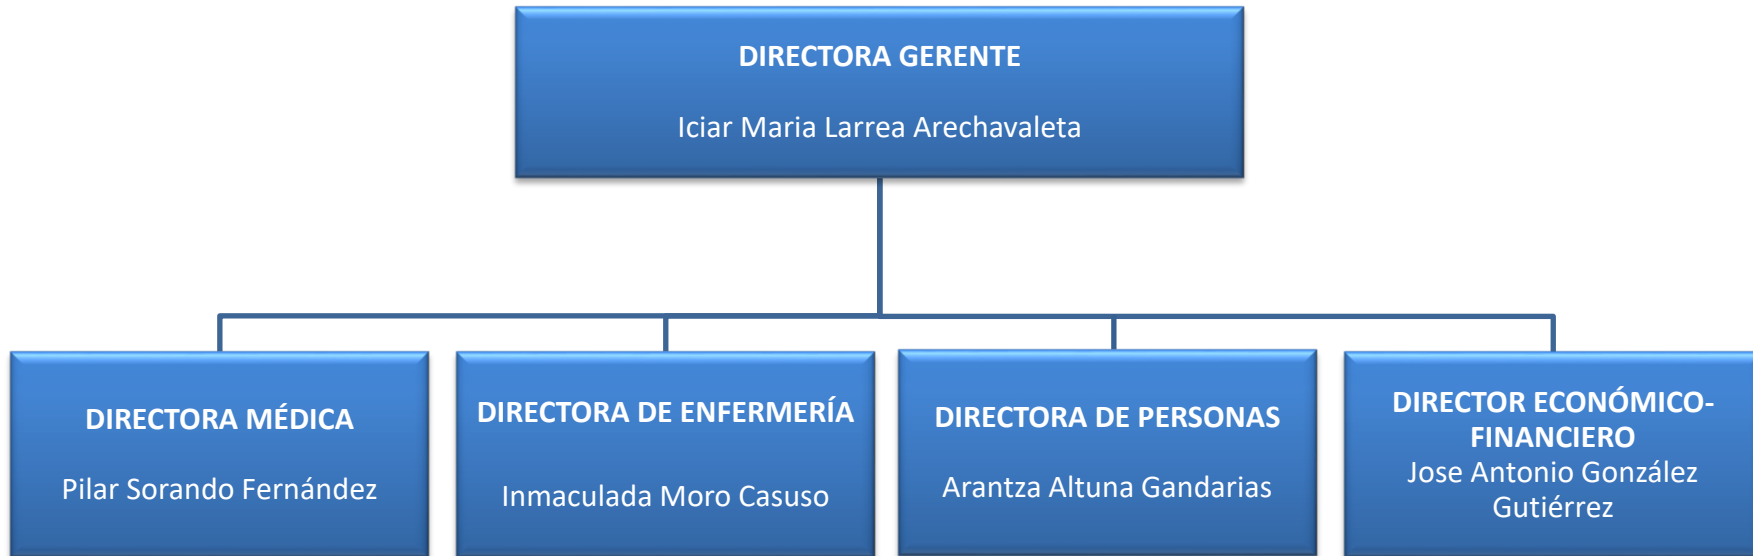 DIRECTORA GERENTE
Iciar Maria Larrea Arechavaleta
DIRECTORA MÉDICA
Pilar Sorando Fernández
DIRECTORA DE ENFERMERÍA
Inmaculada Moro Casuso
DIRECTORA DE PERSONAS
Arantza Altuna Gandarias
DIRECTOR ECONÓMICO-
FINANCIERO
Jose Antonio González
Gutiérrez